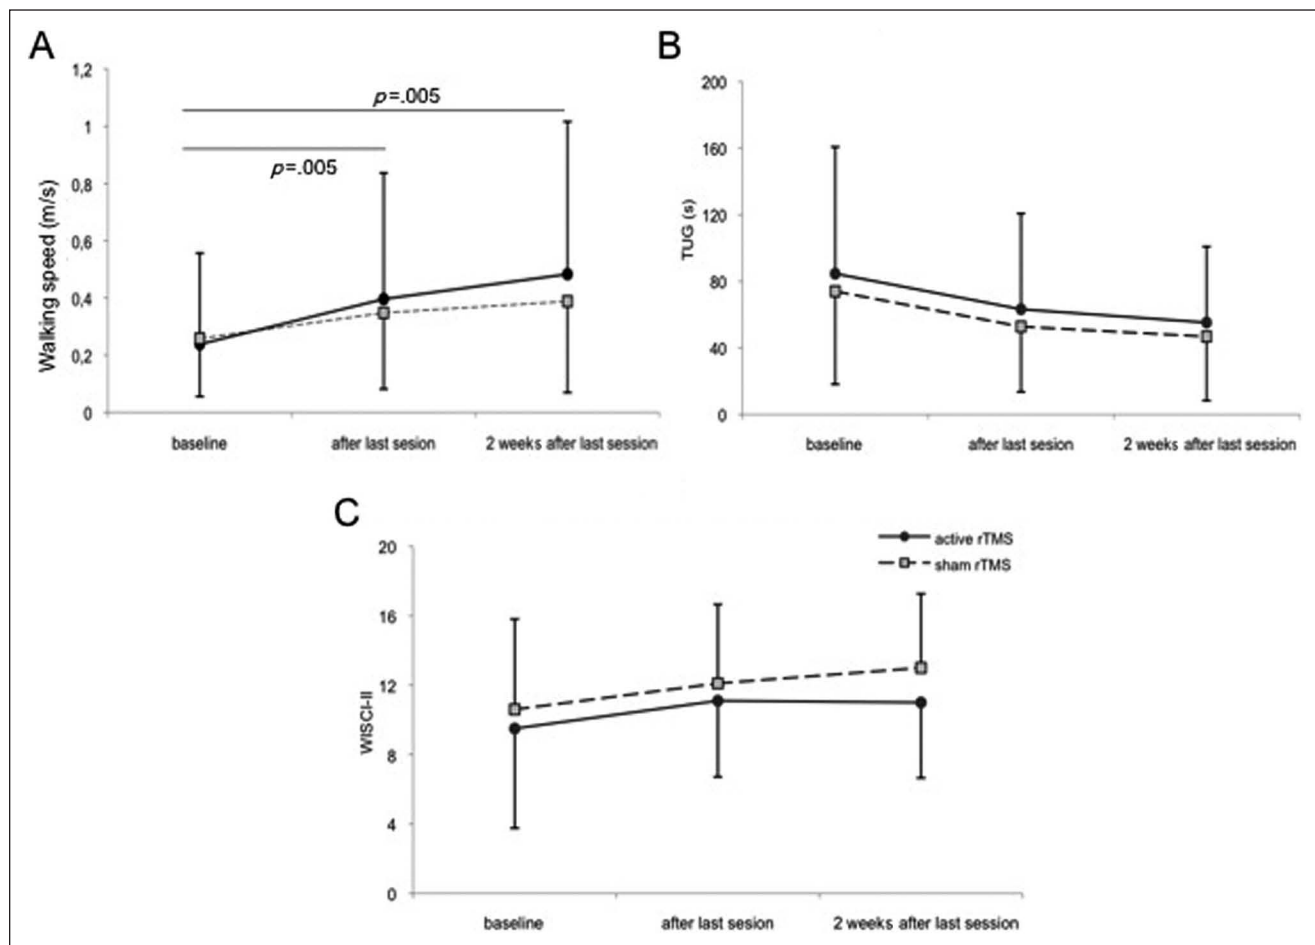 A
Walking speed (m/s)
1,2
1
0,8
0,6
0,4
0,2
0
p=.005
p=.005
baseline
after last sesion
2 weeks after last session
B
TUG (s)
200
160
120
80
40
0
baseline
after last sesion
2 weeks after last session
C
WISCI-II
20
16
12
8
4
0
active rTMS
sham rTMS
baseline
after last sesion
2 weeks after last session